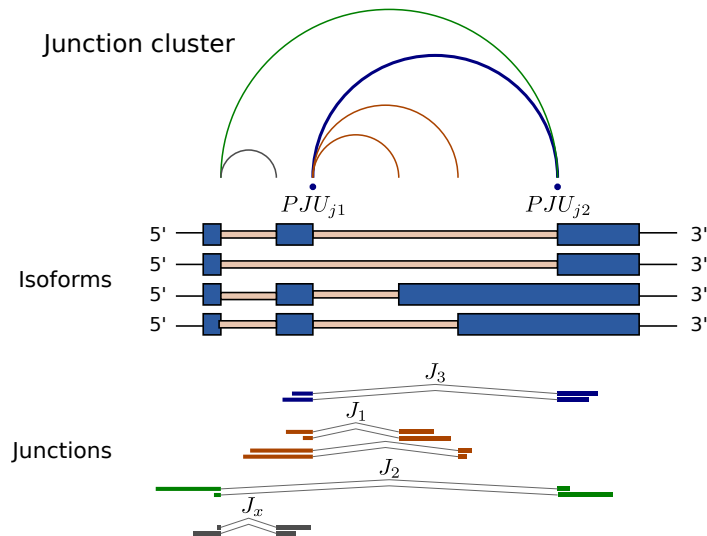 Junction cluster
PJU_{j1} PJU_{j2}
5' 3'
5' 3'
Isoforms
5' 3'
5' 3'
J_3
J_1
Junctions
J_2
J_x